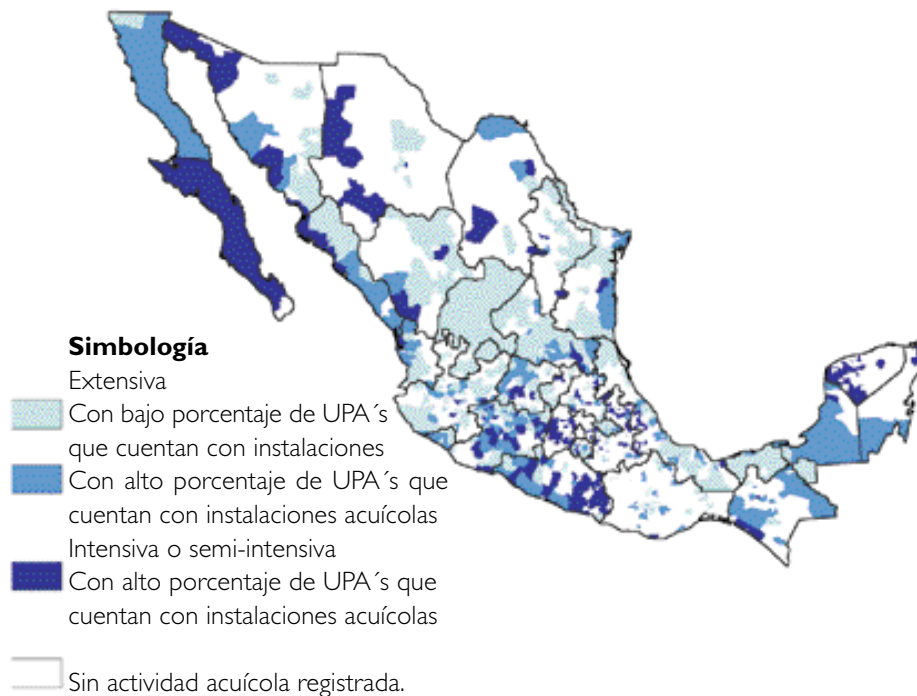 Simbología
Extensiva
Con bajo porcentaje de UPA´s
que cuentan con instalaciones
Con alto porcentaje de UPA´s que
cuentan con instalaciones acuícolas
Intensiva o semi-intensiva
Con alto porcentaje de UPA´s que
cuentan con instalaciones acuícolas
Sin actividad acuícola registrada.